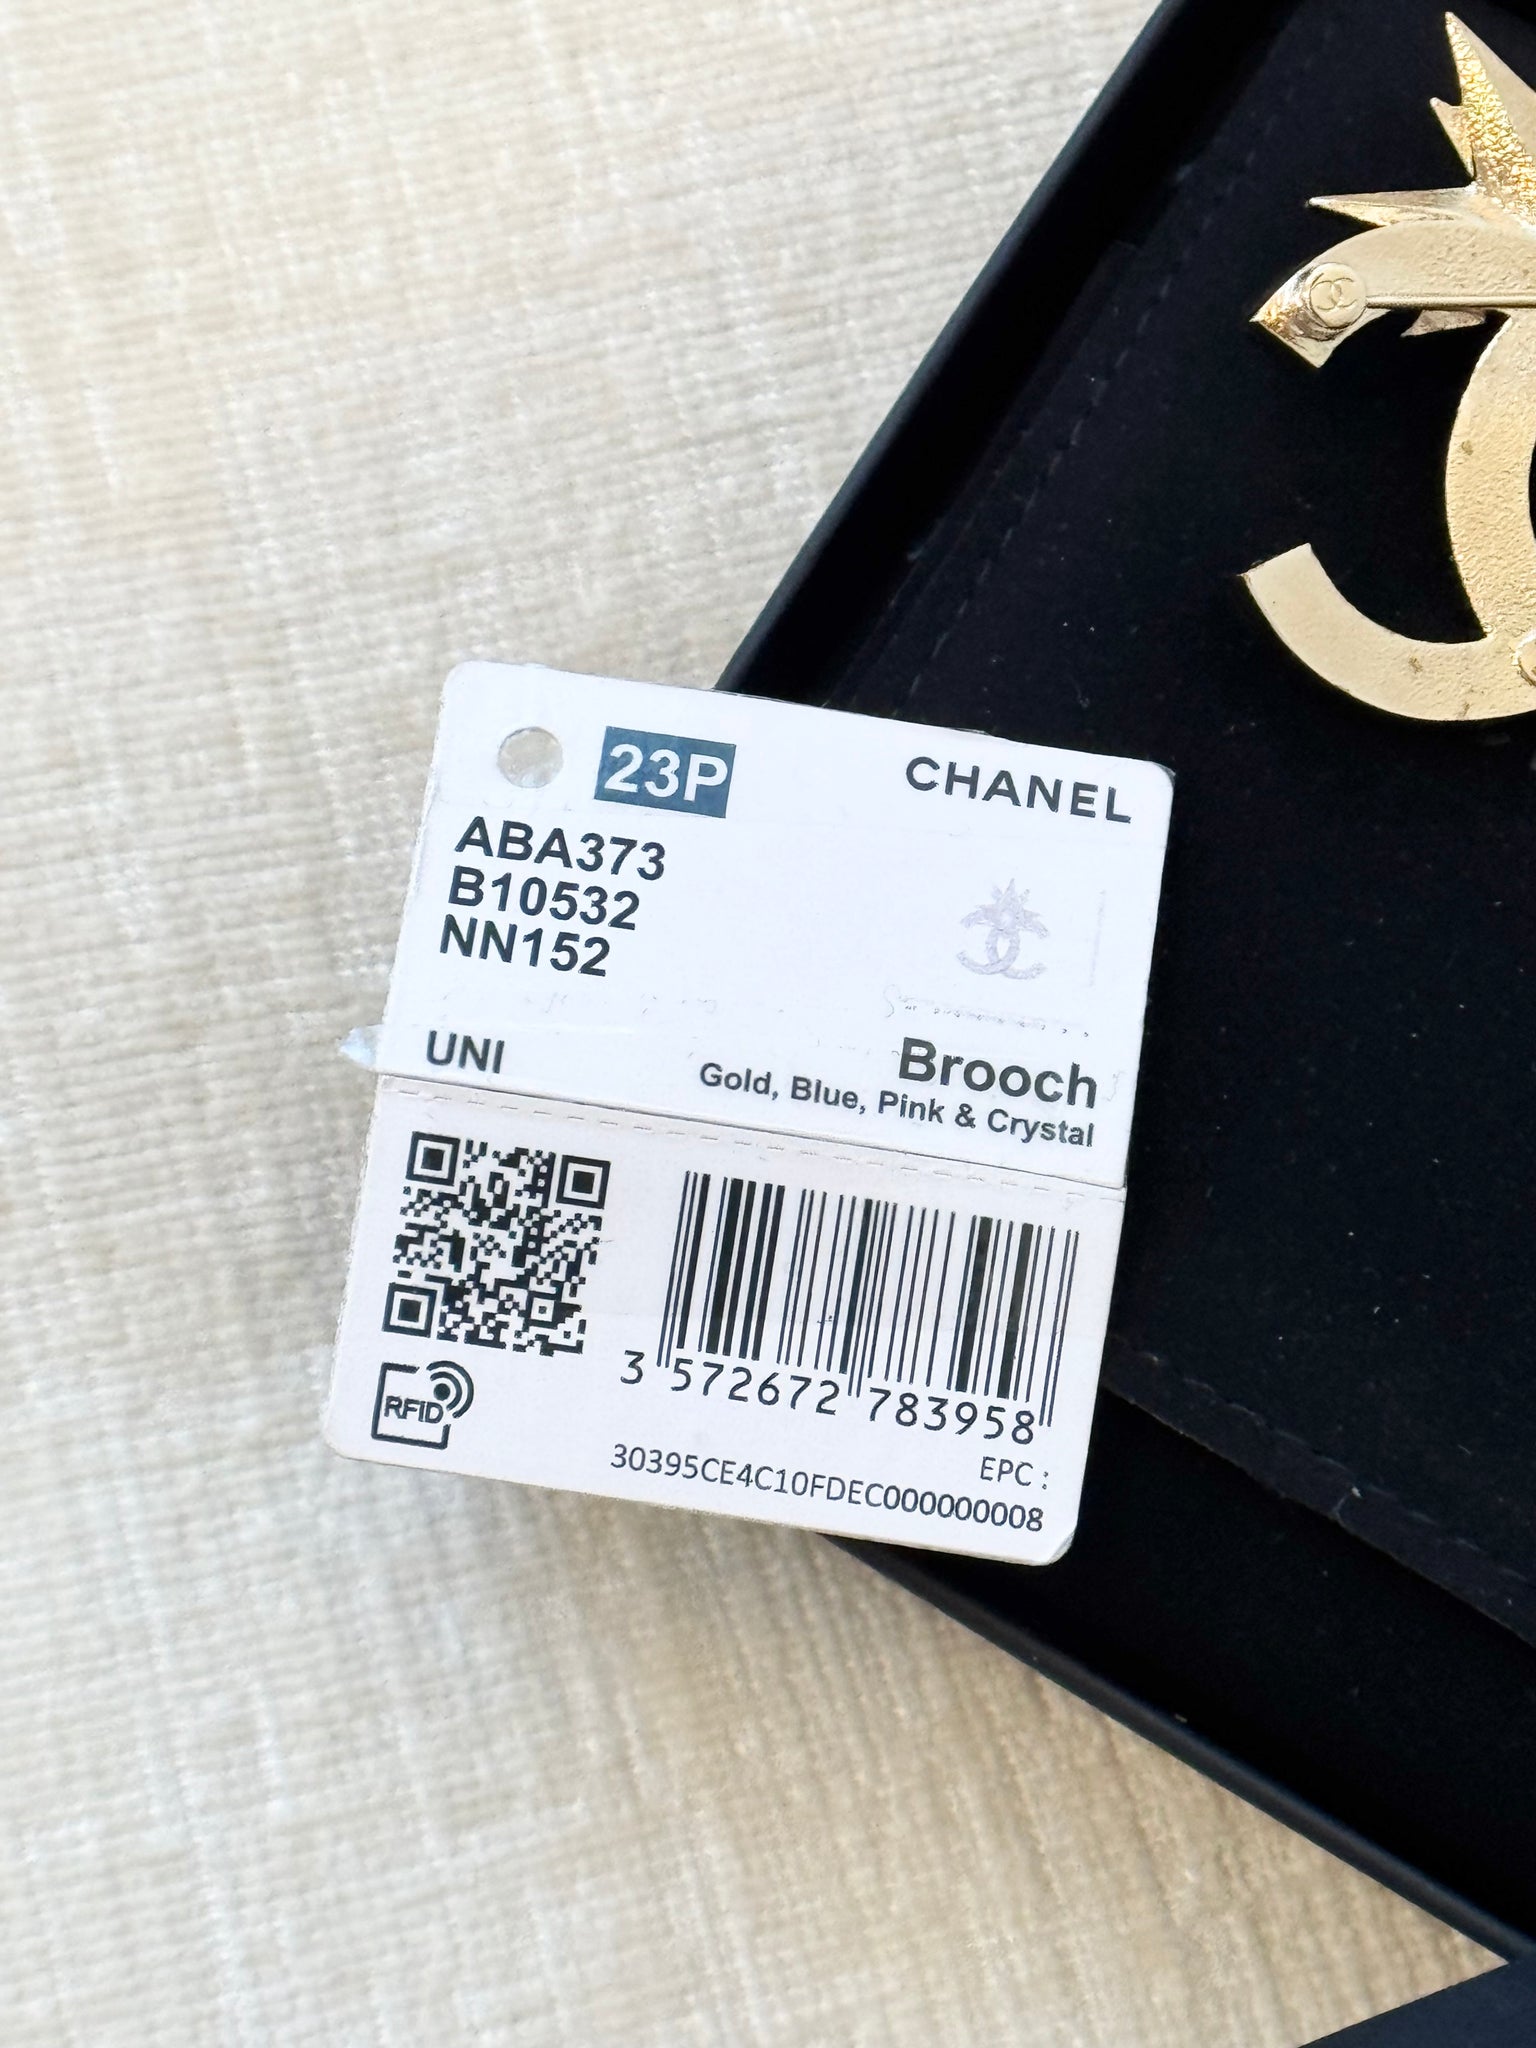 23P
CHANEL
ABA373
B10532
NN152
UNI
Brooch
Gold, Blue, Pink & Crystal
RFID
3 572672 783958
EPC :
30395CE4C10FDEC000000008